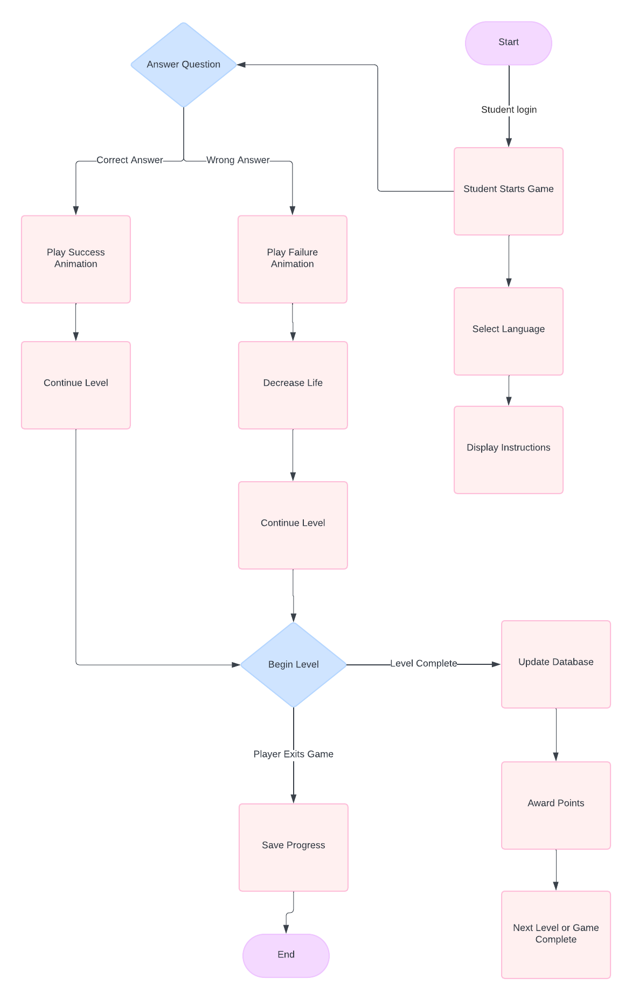 Start
Answer Question
Student login
Correct Answer
Wrong Answer
Student Starts Game
Play Success
Animation
Play Failure
Animation
Select Language
Continue Level
Decrease Life
Display Instructions
Continue Level
Begin Level
Level Complete
Update Database
Player Exits Game
Award Points
Save Progress
Next Level or Game
Complete
End